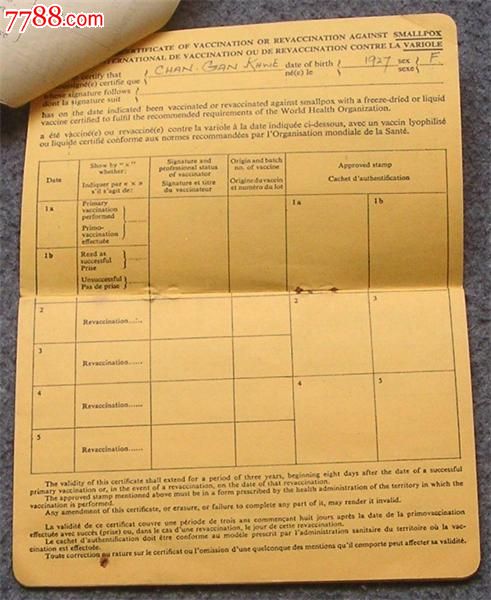 7788.com
CERTIFICATE OF VACCINATION OR REVACCINATION AGAINST SMALLPOX
INTERNATIONAL DE VACCINATION OU DE REVACCINATION CONTRE LA VARIOLE
certify that CHAN. GAN date of birth 1927 sex F
certifie que né(e) le sexe
whose signature follows
dont la signature suit
has on the date indicated been vaccinated or revaccinated against smallpox with a freeze-dried or liquid
vaccine certified to fulfil the recommended requirements of the World Health Organization.
a été vacciné(e) ou revacciné(e) contre la variole à la date indiquée ci-dessous, avec un vaccin lyophilisé
ou liquide certifié conforme aux normes recommandées par l'Organisation mondiale de la Santé.
Date
Show by "x"
whether:
Indiquer par « × »
s'il s'agit de:
Signature and
professional status
of vaccinator
Signature et titre
du vaccinateur
Origin and batch
no. of vaccine
Origine du vaccin
et numéro du lot
Approved stamp
Cachet d'authentification
1a
Primary
vaccination
performed
Primo-
vaccination
effectuée
1a
1b
1b
Read as
successful
Prise
Unsuccessful
Pas de prise
2
Revaccination......
2
3
3
Revaccination......
4
Revaccination......
4
5
5
Revaccination......
The validity of this certificate shall extend for a period of three years, beginning eight days after the date of a successful
primary vaccination or, in the event of a revaccination, on the date of that revaccination.
The approved stamp mentioned above must be in a form prescribed by the health administration of the territory in which the
vaccination is performed.
Any amendment of this certificate, or erasure, or failure to complete any part of it, may render it invalid.
La validité de ce certificat couvre une période de trois ans commençant huit jours après la date de la primovaccination
effectuée avec succès (prise) ou, dans le cas d'une revaccination, le jour de cette revaccination.
Le cachet d'authentification doit être conforme au modèle prescrit par l'administration sanitaire du territoire où la vac-
cination est effectuée.
Toute correction ou rature sur le certificat ou l'omission d'une quelconque des mentions qu'il comporte peut affecter sa validité.